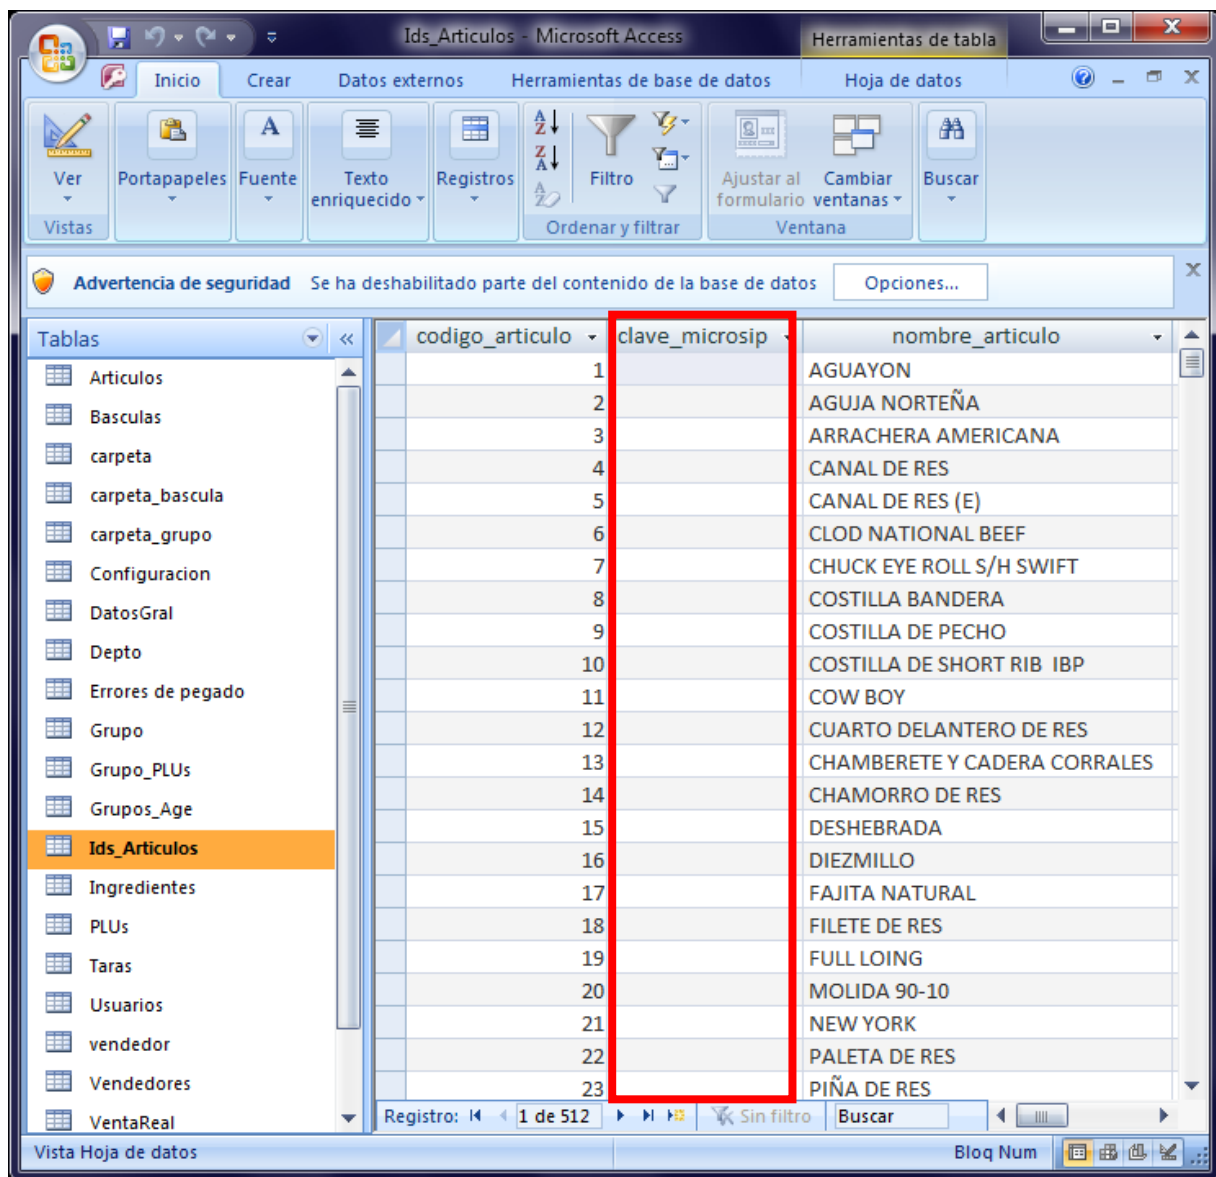 Ids_Articulos - Microsoft Access
Herramientas de tabla
Inicio
Crear
Datos externos
Herramientas de base de datos
Hoja de datos
Ver
Portapapeles
Fuente
Texto enriquecido
Registros
Filtro
Ajustar al formulario
Cambiar ventanas
Buscar
Vistas
Ordenar y filtrar
Ventana
Advertencia de seguridad Se ha deshabilitado parte del contenido de la base de datos Opciones...
Tablas
Articulos
Basculas
carpeta
carpeta_bascula
carpeta_grupo
Configuracion
DatosGral
Depto
Errores de pegado
Grupo
Grupo_PLUs
Grupos_Age
Ids_Articulos
Ingredientes
PLUs
Taras
Usuarios
vendedor
Vendedores
VentaReal
codigo_articulo clave_microsip nombre_articulo
1 AGUAYON
2 AGUJA NORTEÑA
3 ARRACHERA AMERICANA
4 CANAL DE RES
5 CANAL DE RES (E)
6 CLOD NATIONAL BEEF
7 CHUCK EYE ROLL S/H SWIFT
8 COSTILLA BANDERA
9 COSTILLA DE PECHO
10 COSTILLA DE SHORT RIB  IBP
11 COW BOY
12 CUARTO DELANTERO DE RES
13 CHAMBERETE Y CADERA CORRALES
14 CHAMORRO DE RES
15 DESHEBRADA
16 DIEZMILLO
17 FAJITA NATURAL
18 FILETE DE RES
19 FULL LOING
20 MOLIDA 90-10
21 NEW YORK
22 PALETA DE RES
23 PIÑA DE RES
Registro: 1 de 512 Sin filtro Buscar
Vista Hoja de datos
Bloq Num